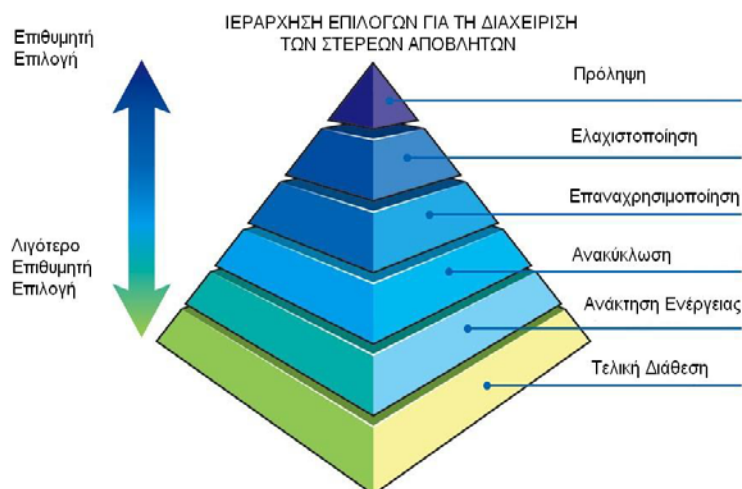 ΙΕΡΑΡΧΗΣΗ ΕΠΙΛΟΓΩΝ ΓΙΑ ΤΗ ΔΙΑΧΕΙΡΙΣΗ
ΤΩΝ ΣΤΕΡΕΩΝ ΑΠΟΒΛΗΤΩΝ
Επιθυμητή
Επιλογή
Πρόληψη
Ελαχιστοποίηση
Επαναχρησιμοποίηση
Λιγότερο
Επιθυμητή
Επιλογή
Ανακύκλωση
Ανάκτηση Ενέργειας
Τελική Διάθεση